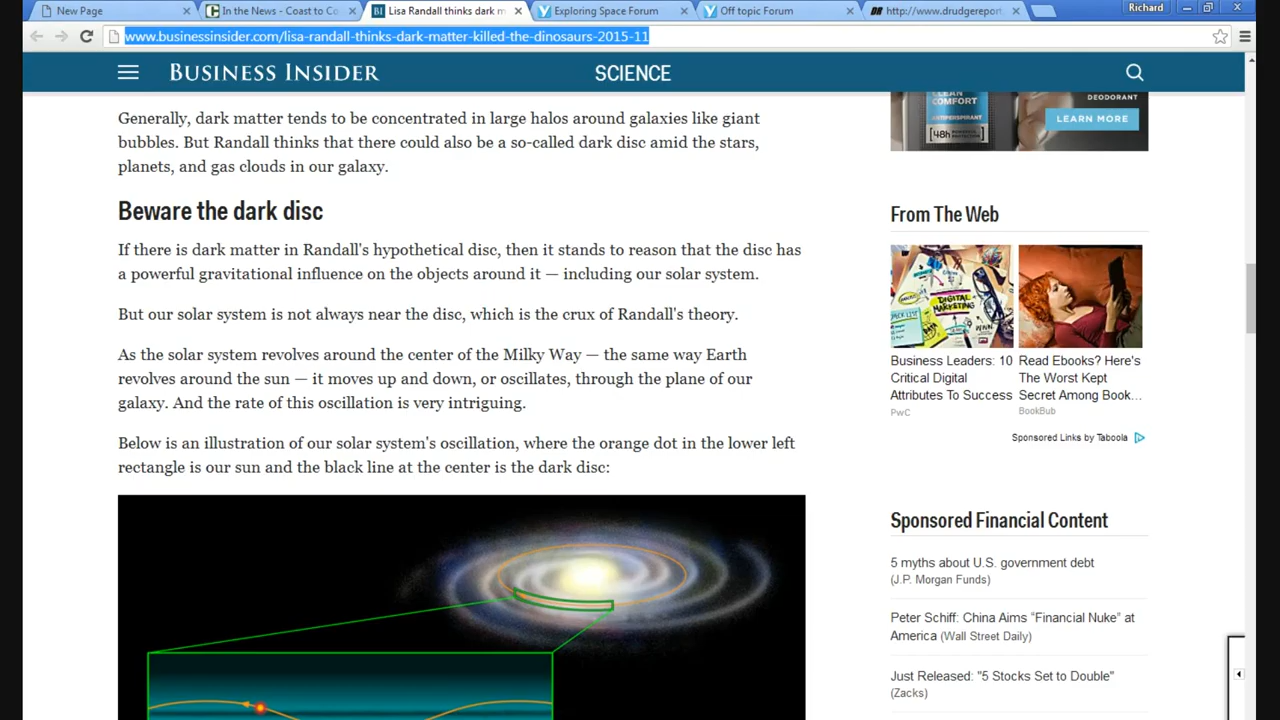 New Page
In the News - Coast to Co
Lisa Randall thinks dark m
Exploring Space Forum
Off topic Forum
http://www.drudgereport.
Richard
www.businessinsider.com/lisa-randall-thinks-dark-matter-killed-the-dinosaurs-2015-11
BUSINESS INSIDER
SCIENCE
Generally, dark matter tends to be concentrated in large halos around galaxies like giant
bubbles. But Randall thinks that there could also be a so-called dark disc amid the stars,
planets, and gas clouds in our galaxy.
Beware the dark disc
If there is dark matter in Randall's hypothetical disc, then it stands to reason that the disc has
a powerful gravitational influence on the objects around it — including our solar system.
But our solar system is not always near the disc, which is the crux of Randall's theory.
As the solar system revolves around the center of the Milky Way — the same way Earth
revolves around the sun — it moves up and down, or oscillates, through the plane of our
galaxy. And the rate of this oscillation is very intriguing.
Below is an illustration of our solar system's oscillation, where the orange dot in the lower left
rectangle is our sun and the black line at the center is the dark disc:
CLEAN
COMFORT
ANTIPERSPIRANT
48h
DEODORANT
LEARN MORE
From The Web
DIGITAL
MARKETING
Business Leaders: 10
Critical Digital
Attributes To Success
PwC
Read Ebooks? Here's
The Worst Kept
Secret Among Book...
BookBub
Sponsored Links by Taboola
Sponsored Financial Content
5 myths about U.S. government debt
(J.P. Morgan Funds)
Peter Schiff: China Aims "Financial Nuke" at
America (Wall Street Daily)
Just Released: "5 Stocks Set to Double"
(Zacks)